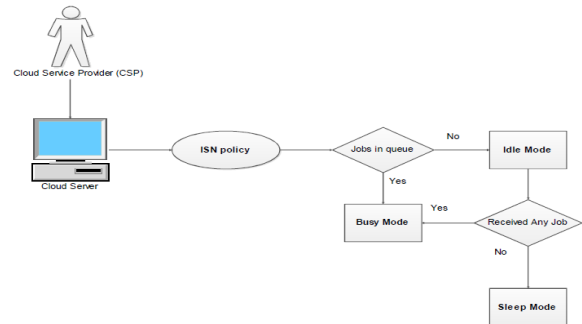 Cloud Service Provider (CSP)
Cloud Server
ISN policy
Jobs in queue
No
Idle Mode
Yes
Busy Mode
Yes
Received Any Job
No
Sleep Mode